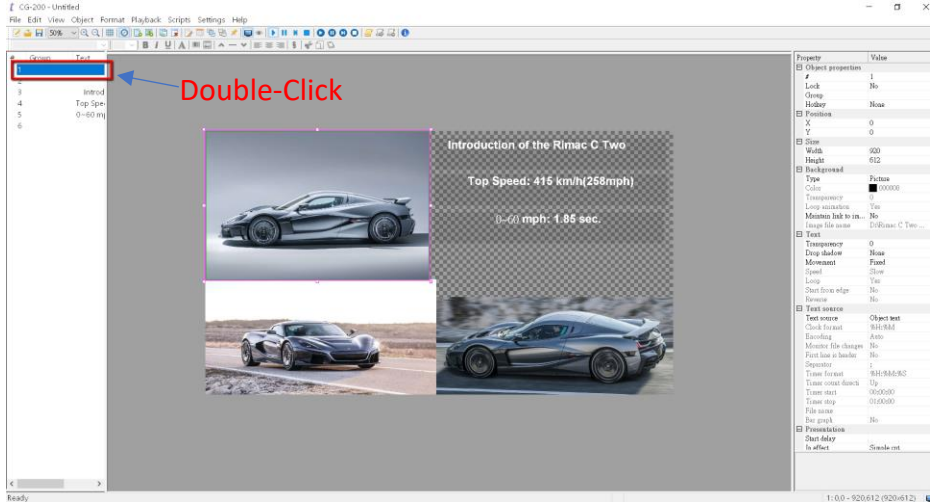 CG-200 - Untitled
File Edit View Object Format Playback Scripts Settings Help
50%
B I U A
# Group Text
1
2
3 Introd
4 Top Spe
5 0~60 mp
6
Double-Click
Introduction of the Rimac C Two
Top Speed: 415 km/h(258mph)
0~60 mph: 1.85 sec.
Property Value
Object properties
# 1
Lock No
Group
Hotkey None
Position
X 0
Y 0
Size
Width 920
Height 612
Background
Type Picture
Color 000000
Transparency 0
Loop animation Yes
Maintain link to im... No
Image file name D:\Rimac C Two ...
Text
Transparency 0
Drop shadow None
Movement Fixed
Speed Slow
Loop Yes
Start from edge No
Reverse No
Text source
Text source Object text
Clock format %H:%M
Encoding Auto
Monitor file changes No
First line is header No
Separator ;
Timer format %H:%M:%S
Timer count directi Up
Timer start 00:00:00
Timer stop 01:00:00
File name
Bar graph No
Presentation
Start delay
In effect Simple cut
Ready
1: 0,0 - 920,612 (920x612)